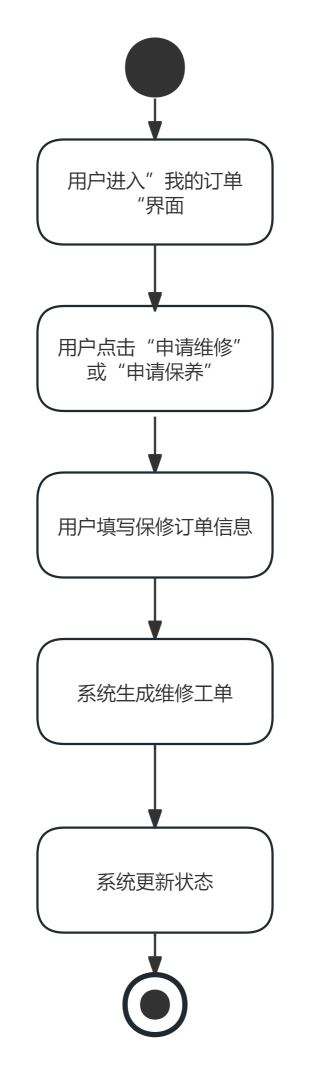 用户进入”我的订单
“界面
用户点击“申请维修”
或“申请保养”
用户填写保修订单信息
系统生成维修工单
系统更新状态